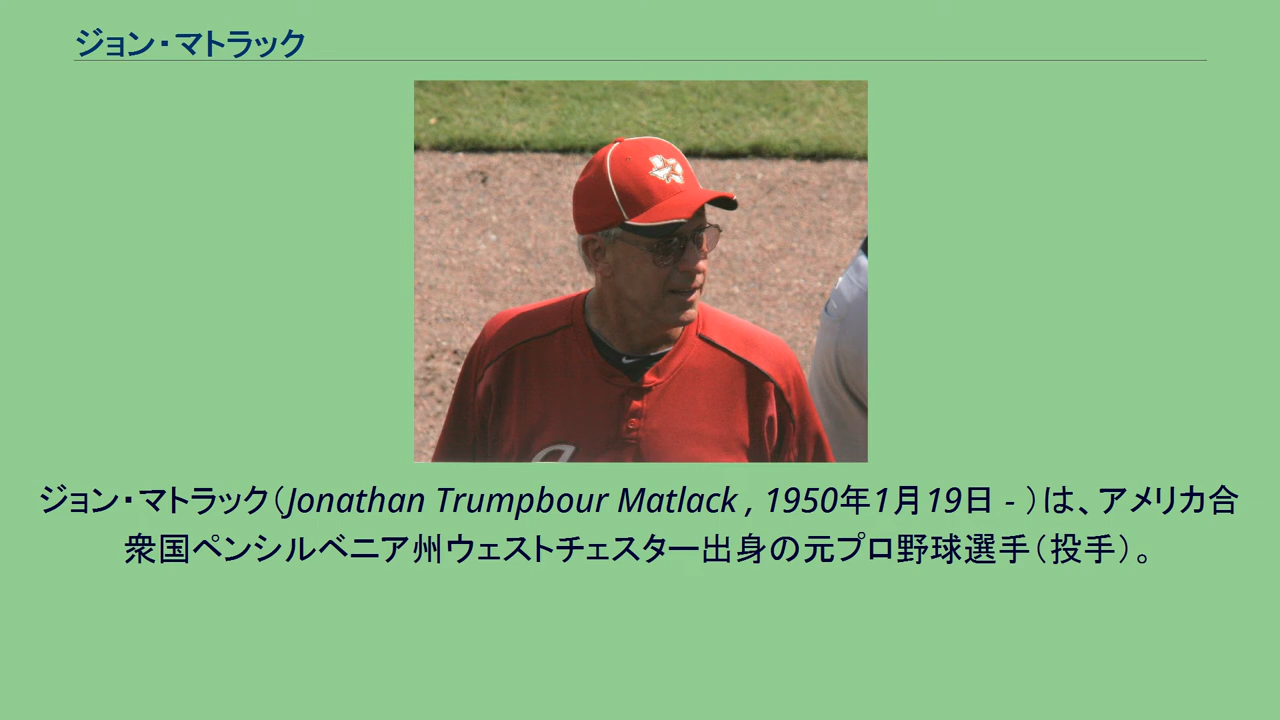 ジョン・マトラック
ジョン・マトラック（Jonathan Trumpbour Matlack , 1950年1月19日 - ）は、アメリカ合
衆国ペンシルベニア州ウェストチェスター出身の元プロ野球選手（投手）。